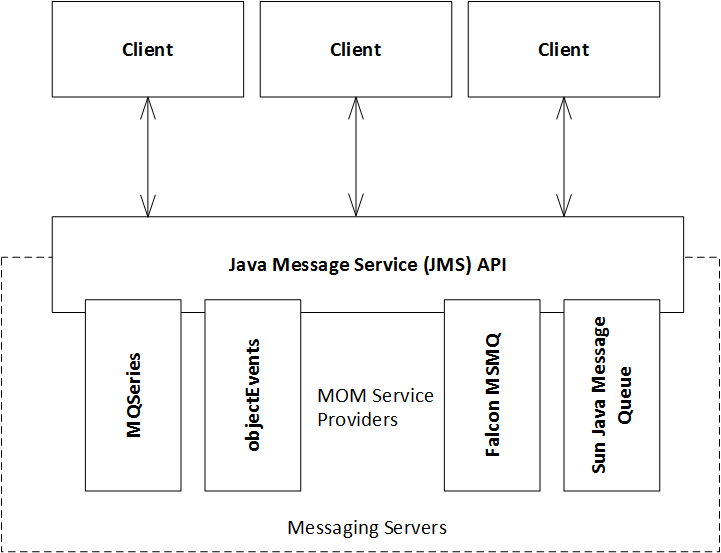 Client
Client
Client
Java Message Service (JMS) API
MQSeries
objectEvents
MOM Service
Providers
Falcon MSMQ
Sun Java Message
Queue
Messaging Servers